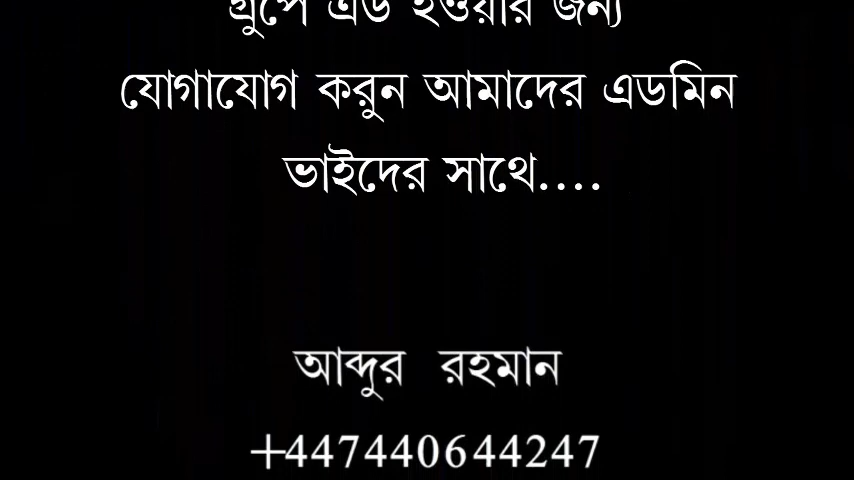 গ্রুপে এড হওয়ার জন্য
যোগাযোগ করুন আমাদের এডমিন
ভাইদের সাথে....
আব্দুর রহমান
+447440644247